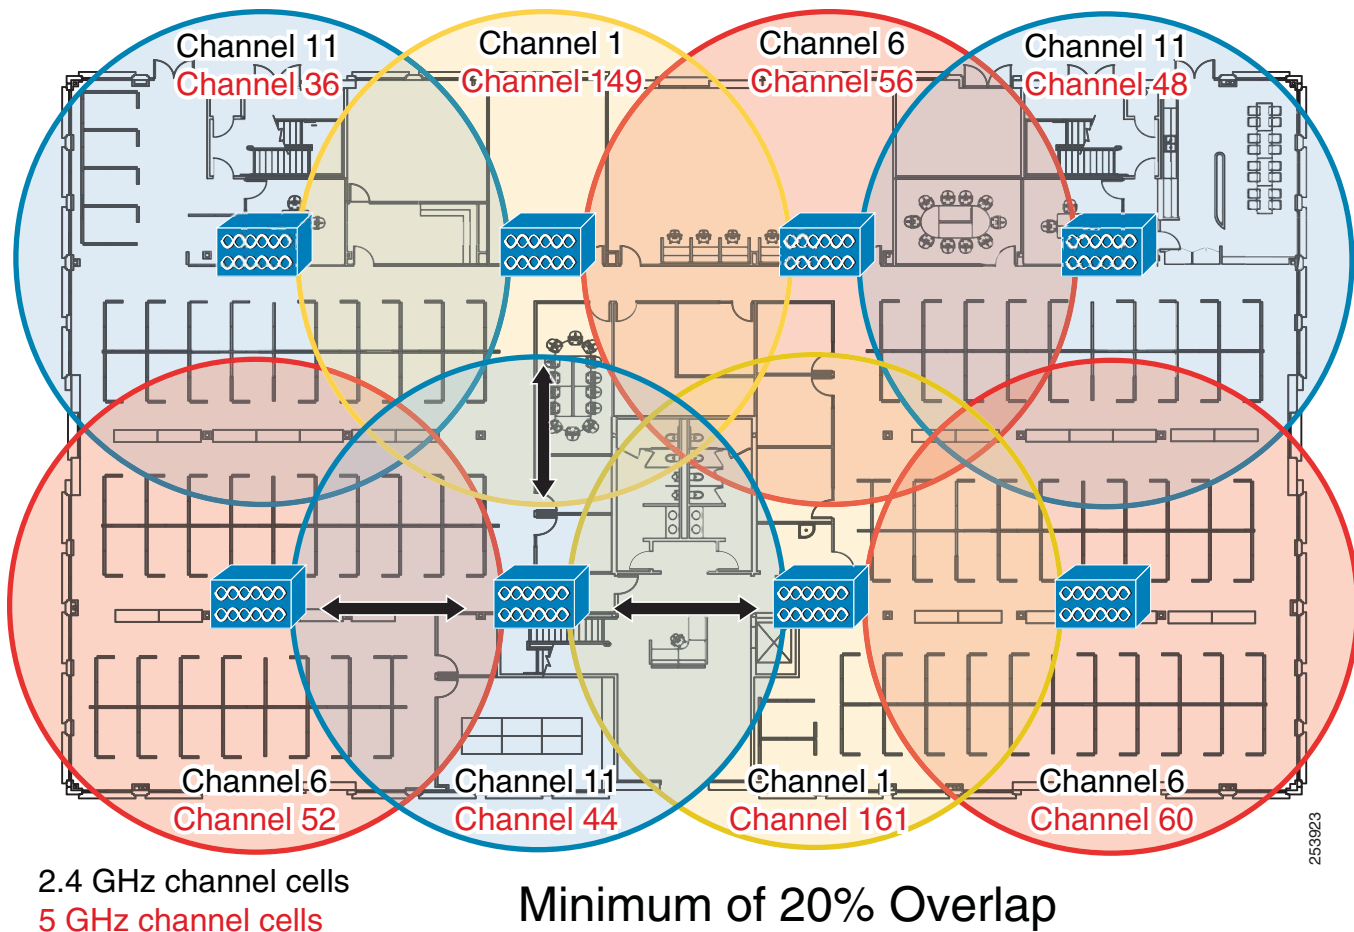 Channel 11
Channel 36
Channel 1
Channel 149
Channel 6
Channel 56
Channel 11
Channel 48
Channel 6
Channel 52
Channel 11
Channel 44
Channel 1
Channel 161
Channel 6
Channel 60
253923
2.4 GHz channel cells
5 GHz channel cells
Minimum of 20% Overlap